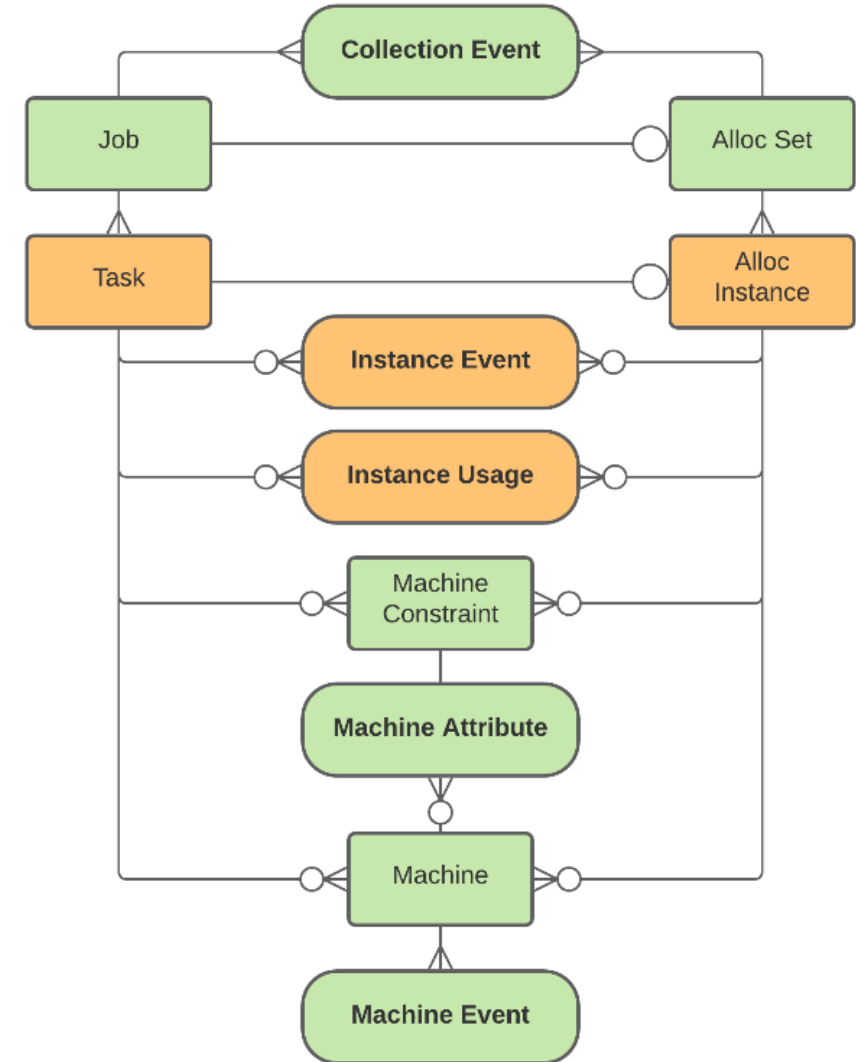 Collection Event
Job
Alloc Set
Task
Alloc
Instance
Instance Event
Instance Usage
Machine
Constraint
Machine Attribute
Machine
Machine Event